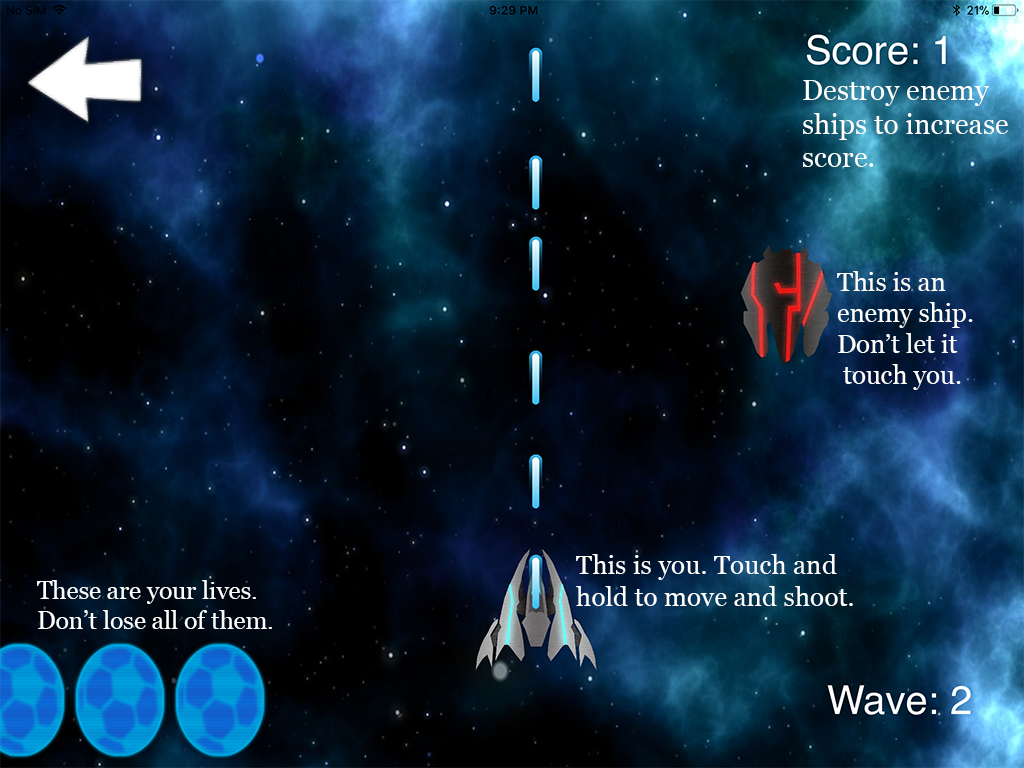 No SIM
9:29 PM
21%
Score: 1
Destroy enemy
ships to increase
score.
This is an
enemy ship.
Don't let it
touch you.
This is you. Touch and
hold to move and shoot.
These are your lives.
Don't lose all of them.
Wave: 2